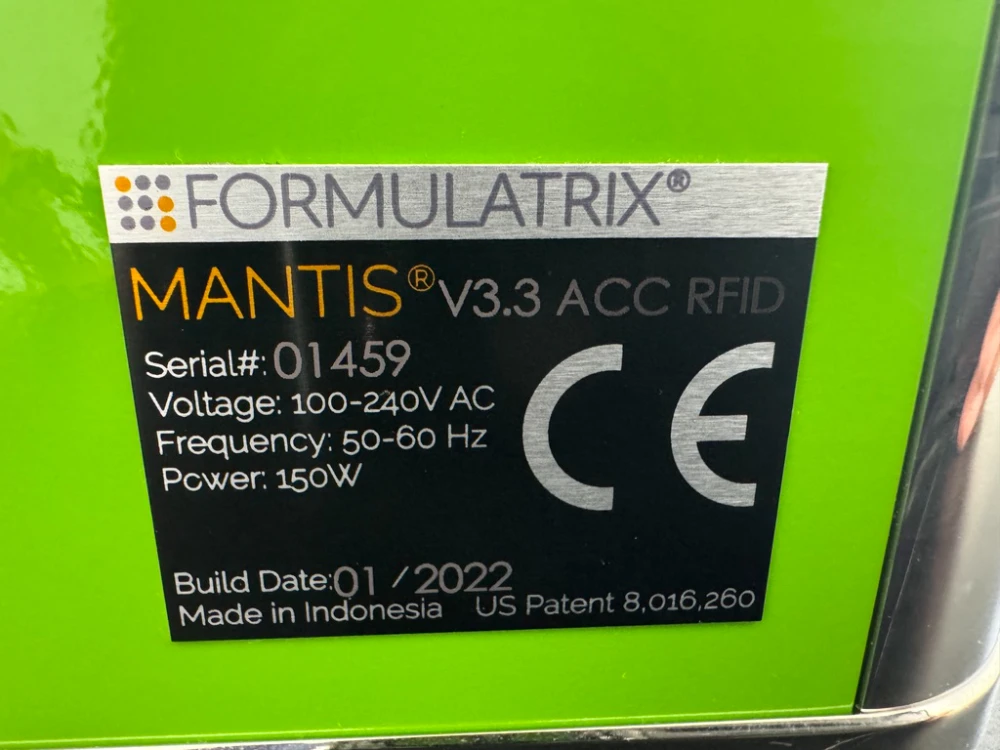 FORMULATRIX®
MANTIS® V3.3 ACC RFID
Serial#: 01459
Voltage: 100-240V AC
Frequency: 50-60 Hz
Power: 150W
CE
Build Date: 01 / 2022
Made in Indonesia US Patent 8,016,260